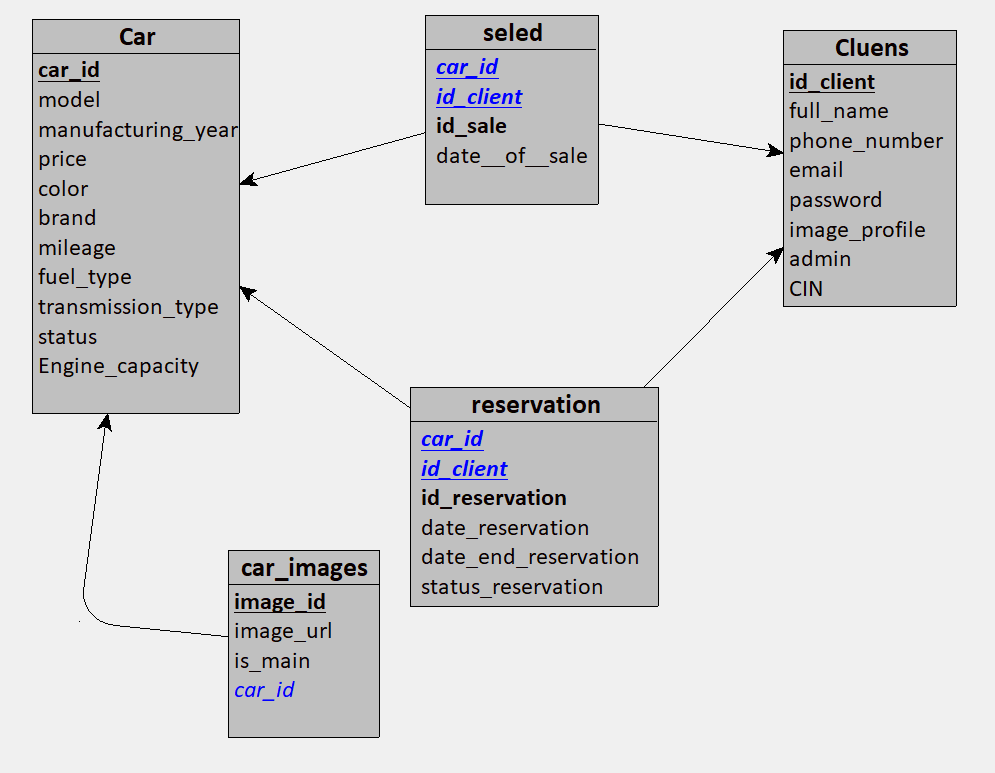 Car
car_id
model
manufacturing_year
price
color
brand
mileage
fuel_type
transmission_type
status
Engine_capacity
seled
car_id
id_client
id_sale
date__of__sale
Cluens
id_client
full_name
phone_number
email
password
image_profile
admin
CIN
reservation
car_id
id_client
id_reservation
date_reservation
date_end_reservation
status_reservation
car_images
image_id
image_url
is_main
car_id